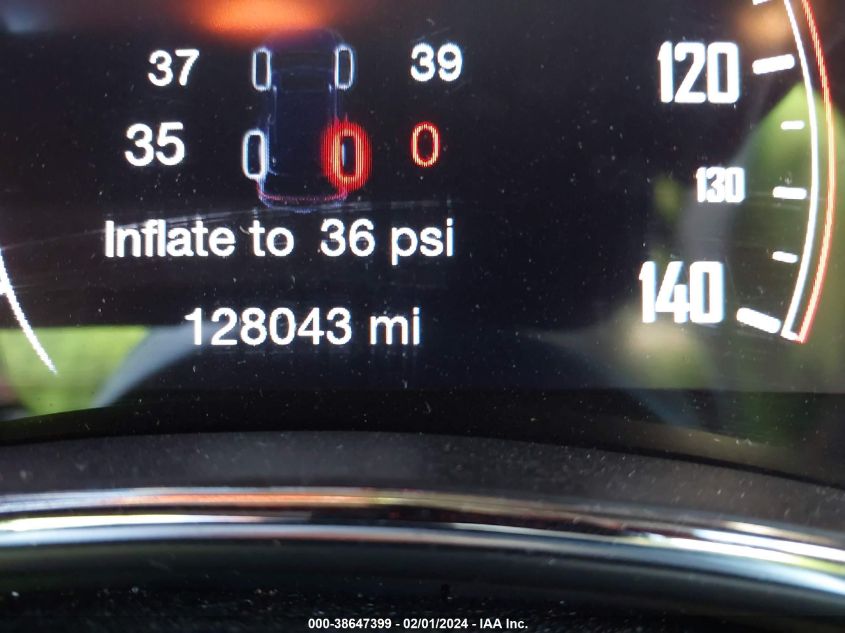 37 39
120
35 0
130
Inflate to 36 psi
140
128043 mi
000-38647399 - 02/01/2024 - IAA Inc.